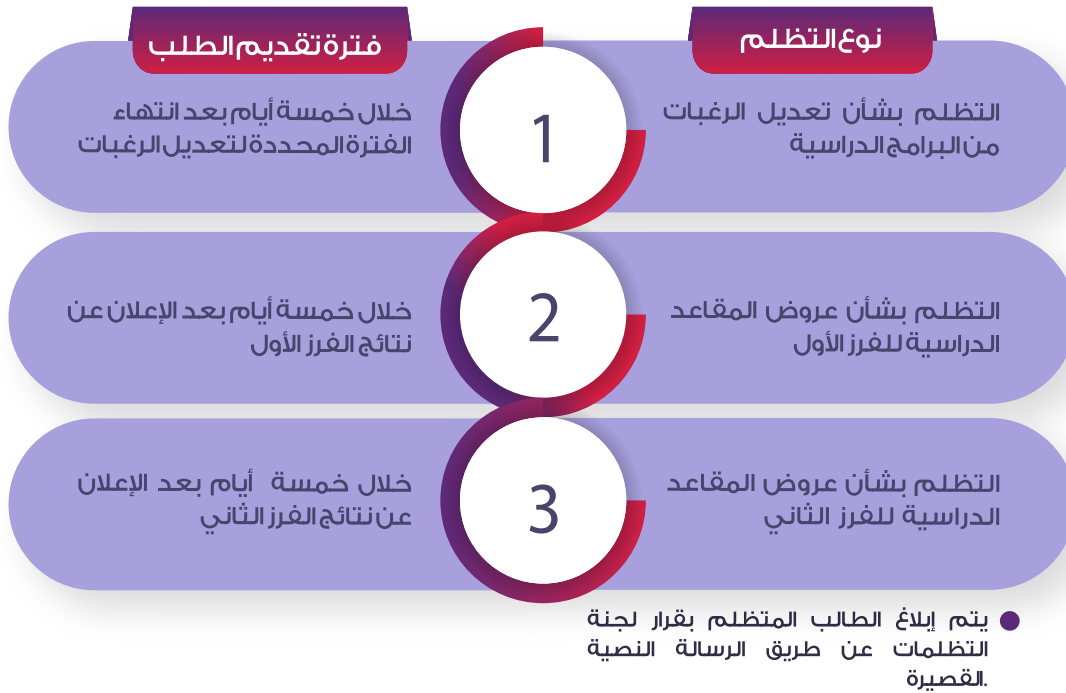 نوع التظلم
فترة تقديم الطلب
1
التظلم بشأن تعديل الرغبات
من البرامج الدراسية
خلال خمسة أيام بعد انتهاء
الفترة المحددة لتعديل الرغبات
2
التظلم بشأن عروض المقاعد
الدراسية للفرز الأول
خلال خمسة أيام بعد الإعلان عن
نتائج الفرز الأول
3
التظلم بشأن عروض المقاعد
الدراسية للفرز الثاني
خلال خمسة أيام بعد الإعلان
عن نتائج الفرز الثاني
يتم إبلاغ الطالب المتظلم بقرار لجنة
التظلمات عن طريق الرسالة النصية
القصيرة.